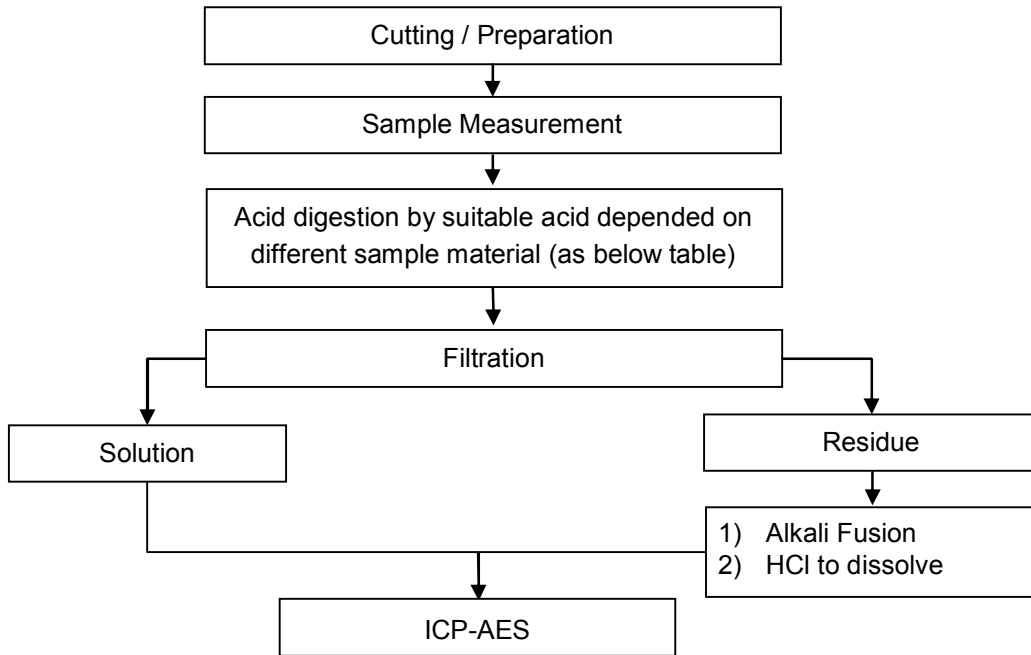 Cutting / Preparation
Sample Measurement
Acid digestion by suitable acid depended on
different sample material (as below table)
Filtration
Solution
Residue
1) Alkali Fusion
2) HCl to dissolve
ICP-AES